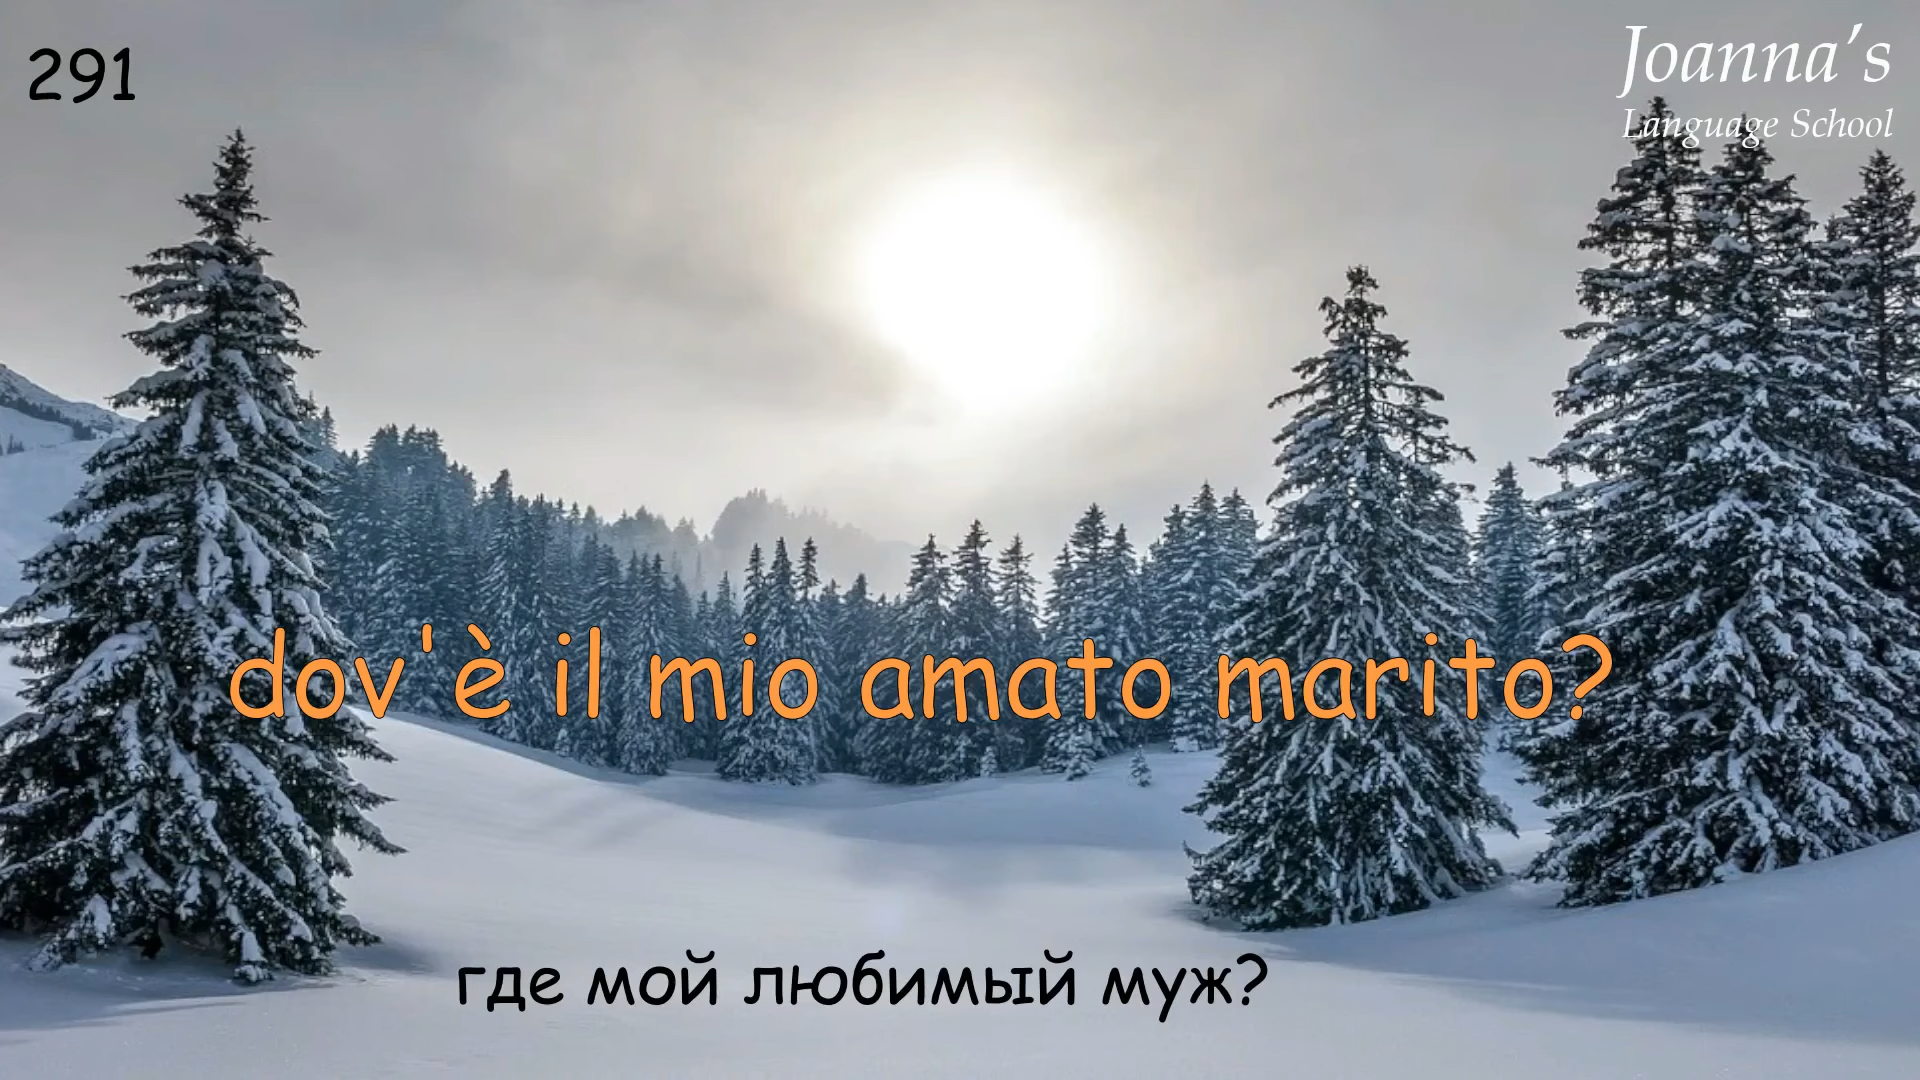 291
Joanna's
Language School
dov'è il mio amato marito?
где мой любимый муж?